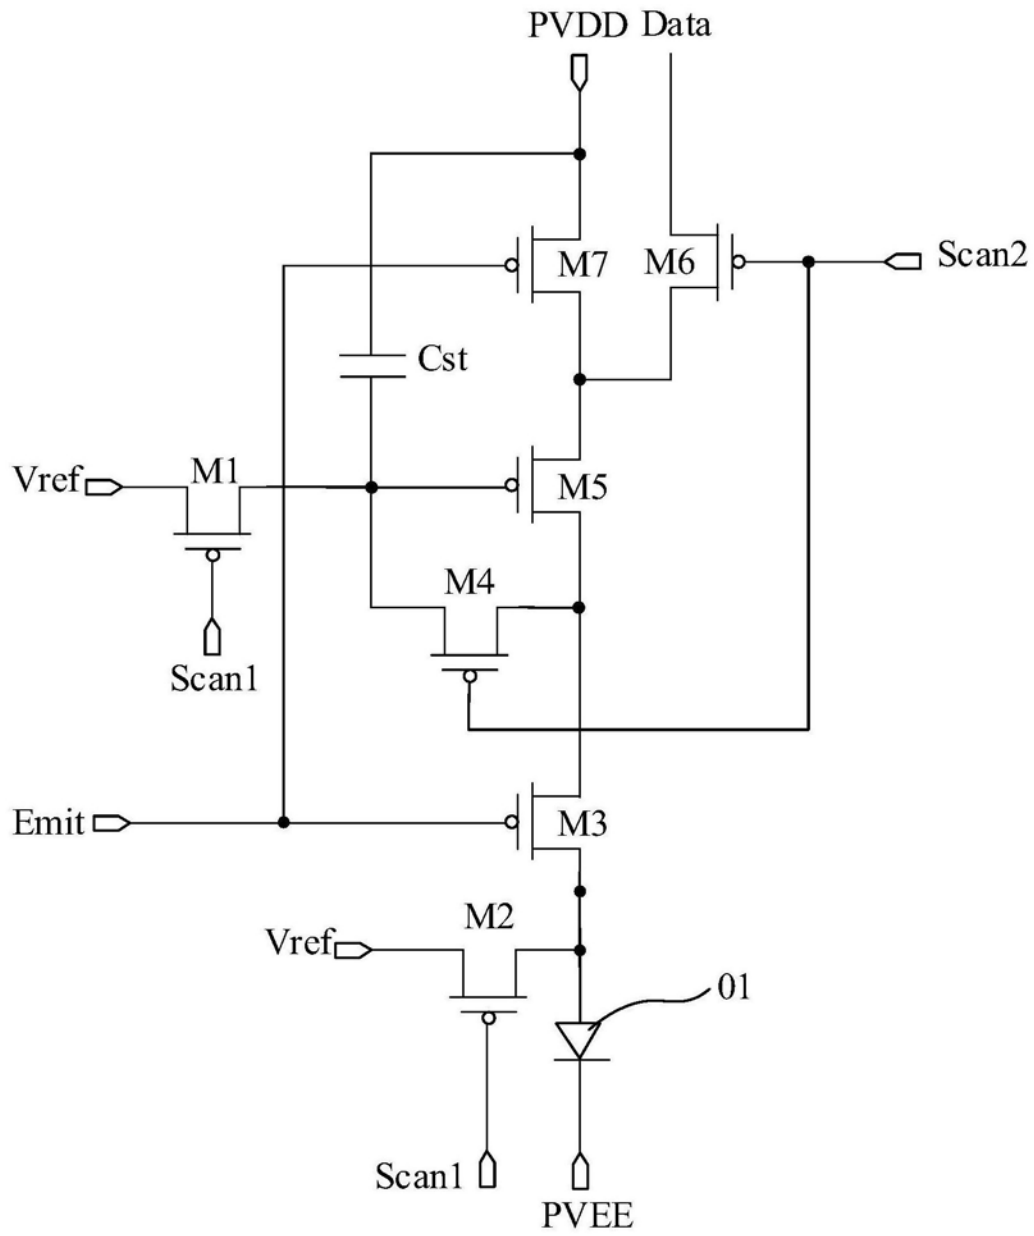 PVDD Data
M7
M6
Scan2
Cst
Vref
M1
M5
M4
Scan1
Emit
M3
M2
Vref
01
Scan1
PVEE